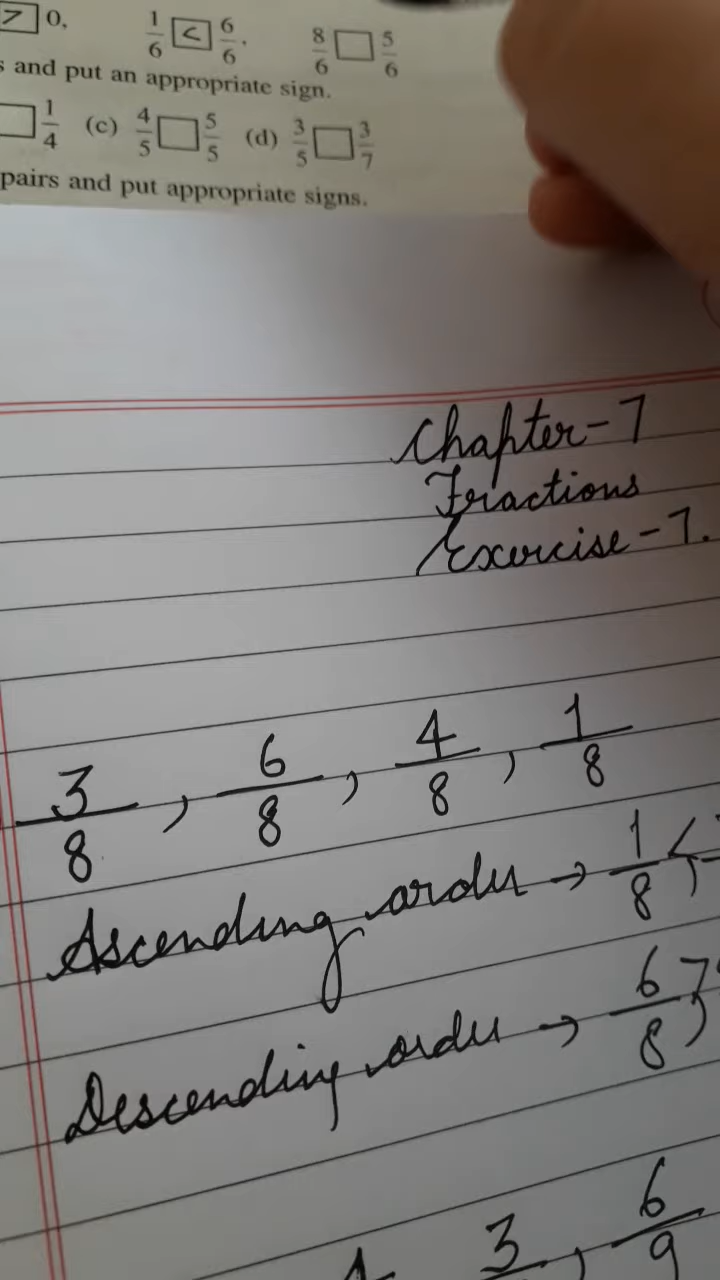 > 0, 1/6 < 6/6, 8/6 □ 5/6
and put an appropriate sign.
□ 1/4 (c) 4/5 □ 5/5 (d) 3/5 □ 3/7
pairs and put appropriate signs.
Chapter-7
Fractions
Exercise-7.
3/8, 6/8, 4/8, 1/8
Ascending order → 1/8 <
Descending order → 6/8 >
3 , 6/9